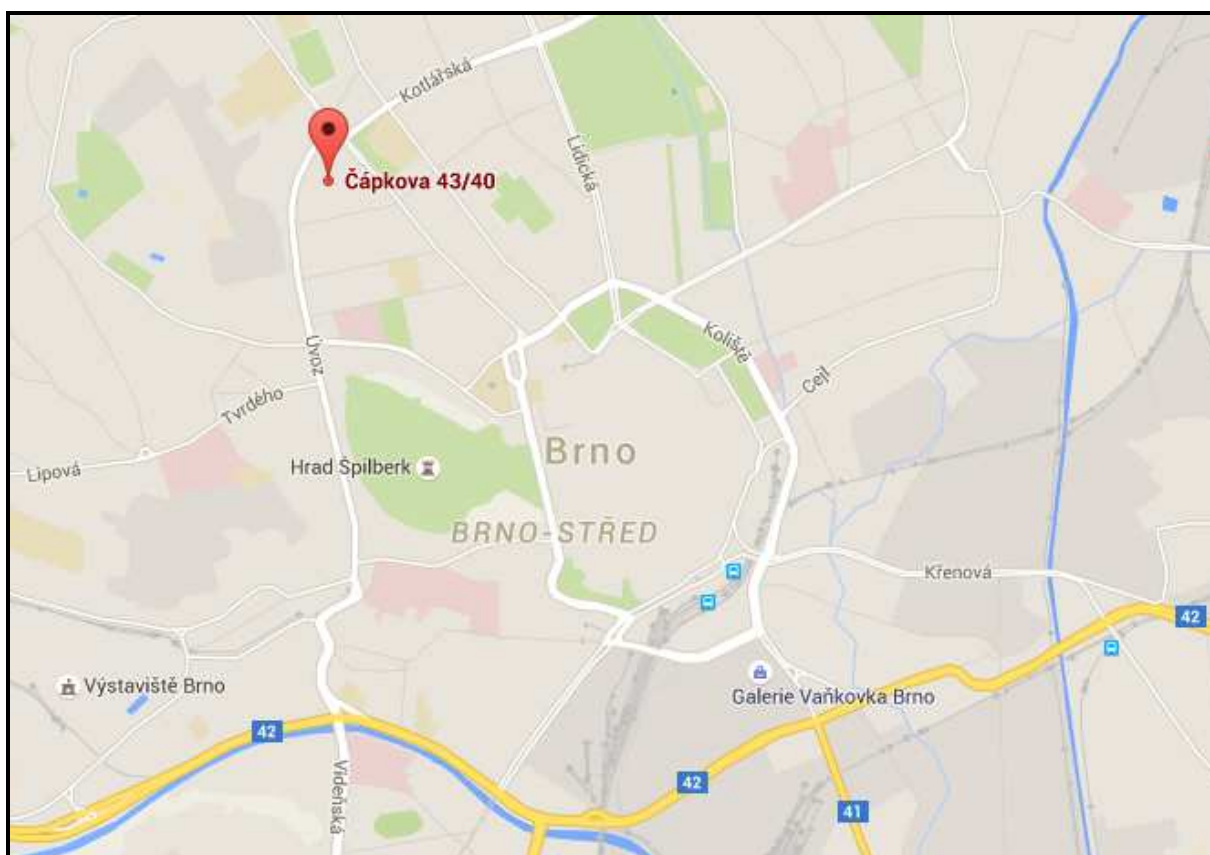 Kotlářská
Čápkova 43/40
Lidická
Koliště
Úvoz
Cejl
Tvrdého
Brno
Lipová
Hrad Špilberk
BRNO-STŘED
Křenová
42
Výstaviště Brno
Galerie Vaňkovka Brno
42
42
41
Vídeňská